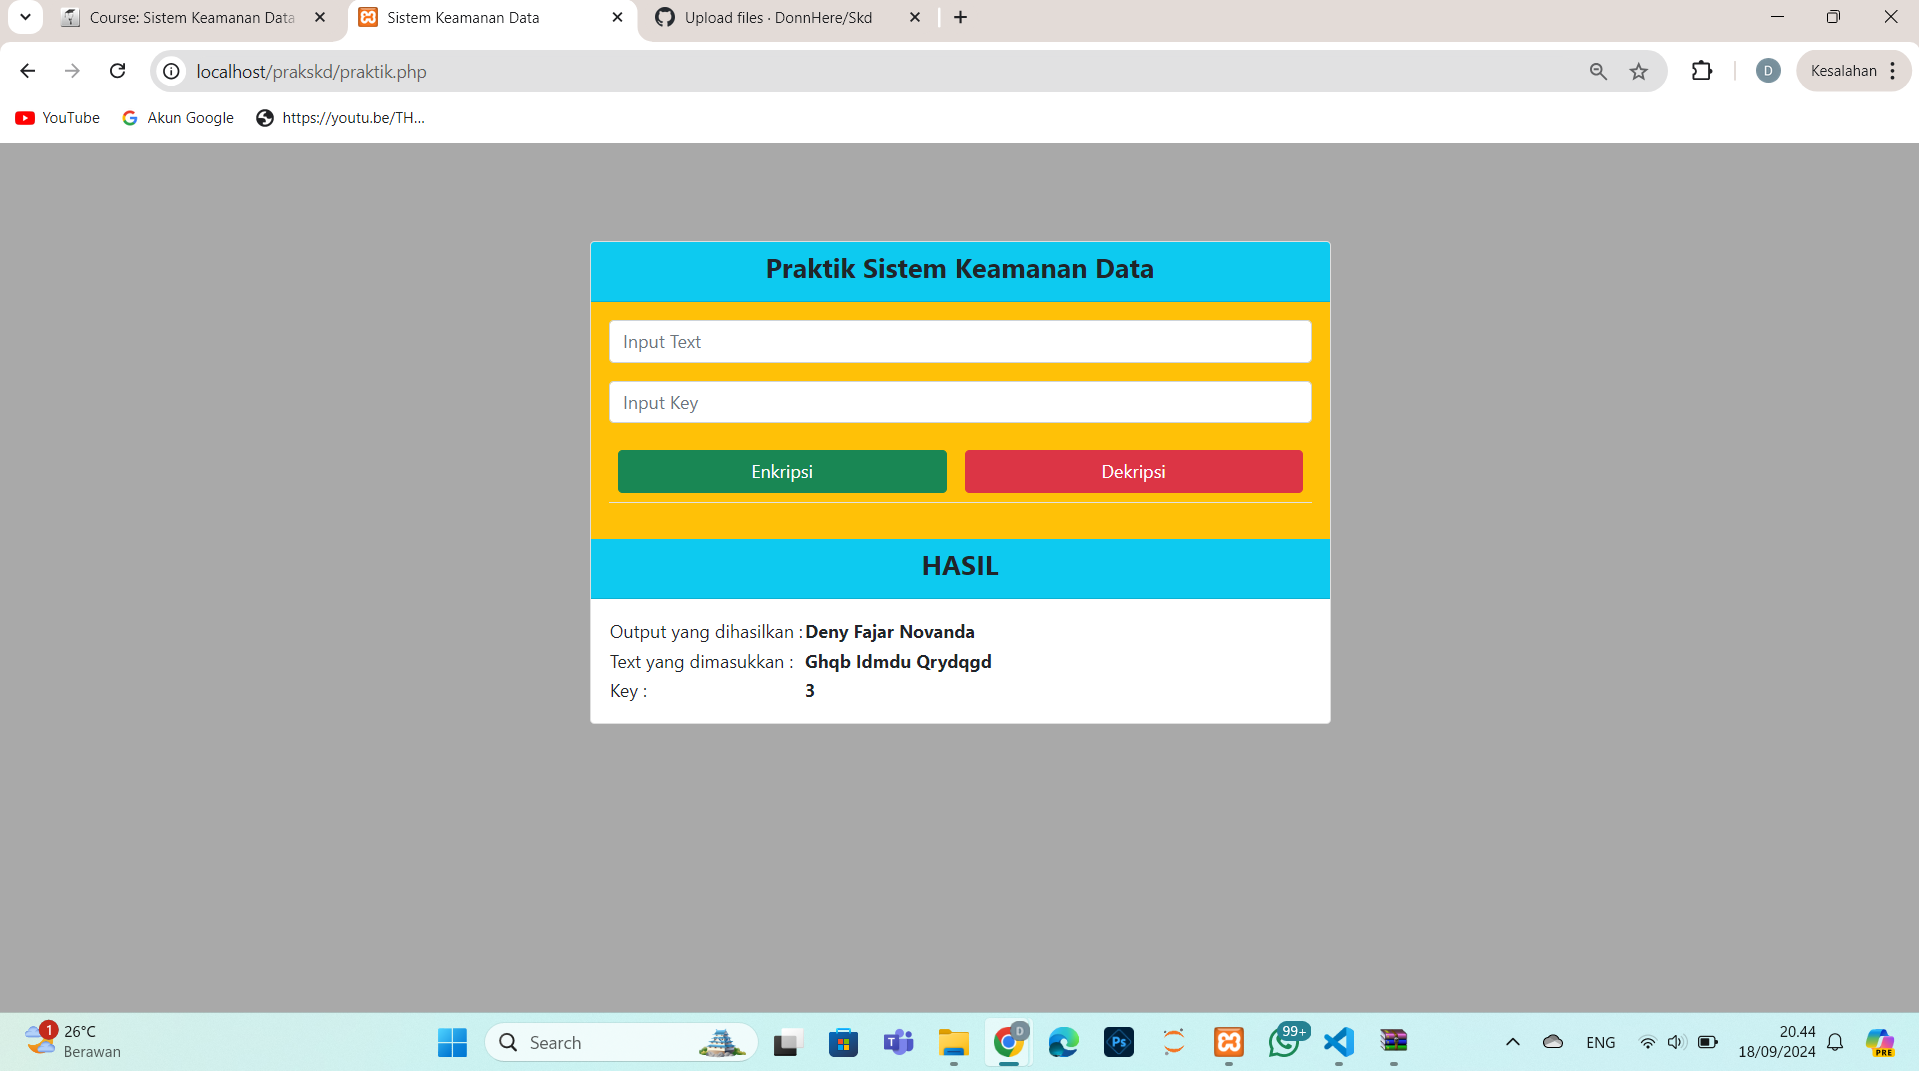 Course: Sistem Keamanan Data
Sistem Keamanan Data
Upload files · DonnHere/Skd
localhost/prakskd/praktik.php
D
Kesalahan
YouTube
Akun Google
https://youtu.be/TH...
Praktik Sistem Keamanan Data
Input Text
Input Key
Enkripsi
Dekripsi
HASIL
Output yang dihasilkan : Deny Fajar Novanda
Text yang dimasukkan : Ghqb Idmdu Qrydqgd
Key : 3
1
26°C
Berawan
Search
T
D
Ps
99+
ENG
20.44
18/09/2024
PRE